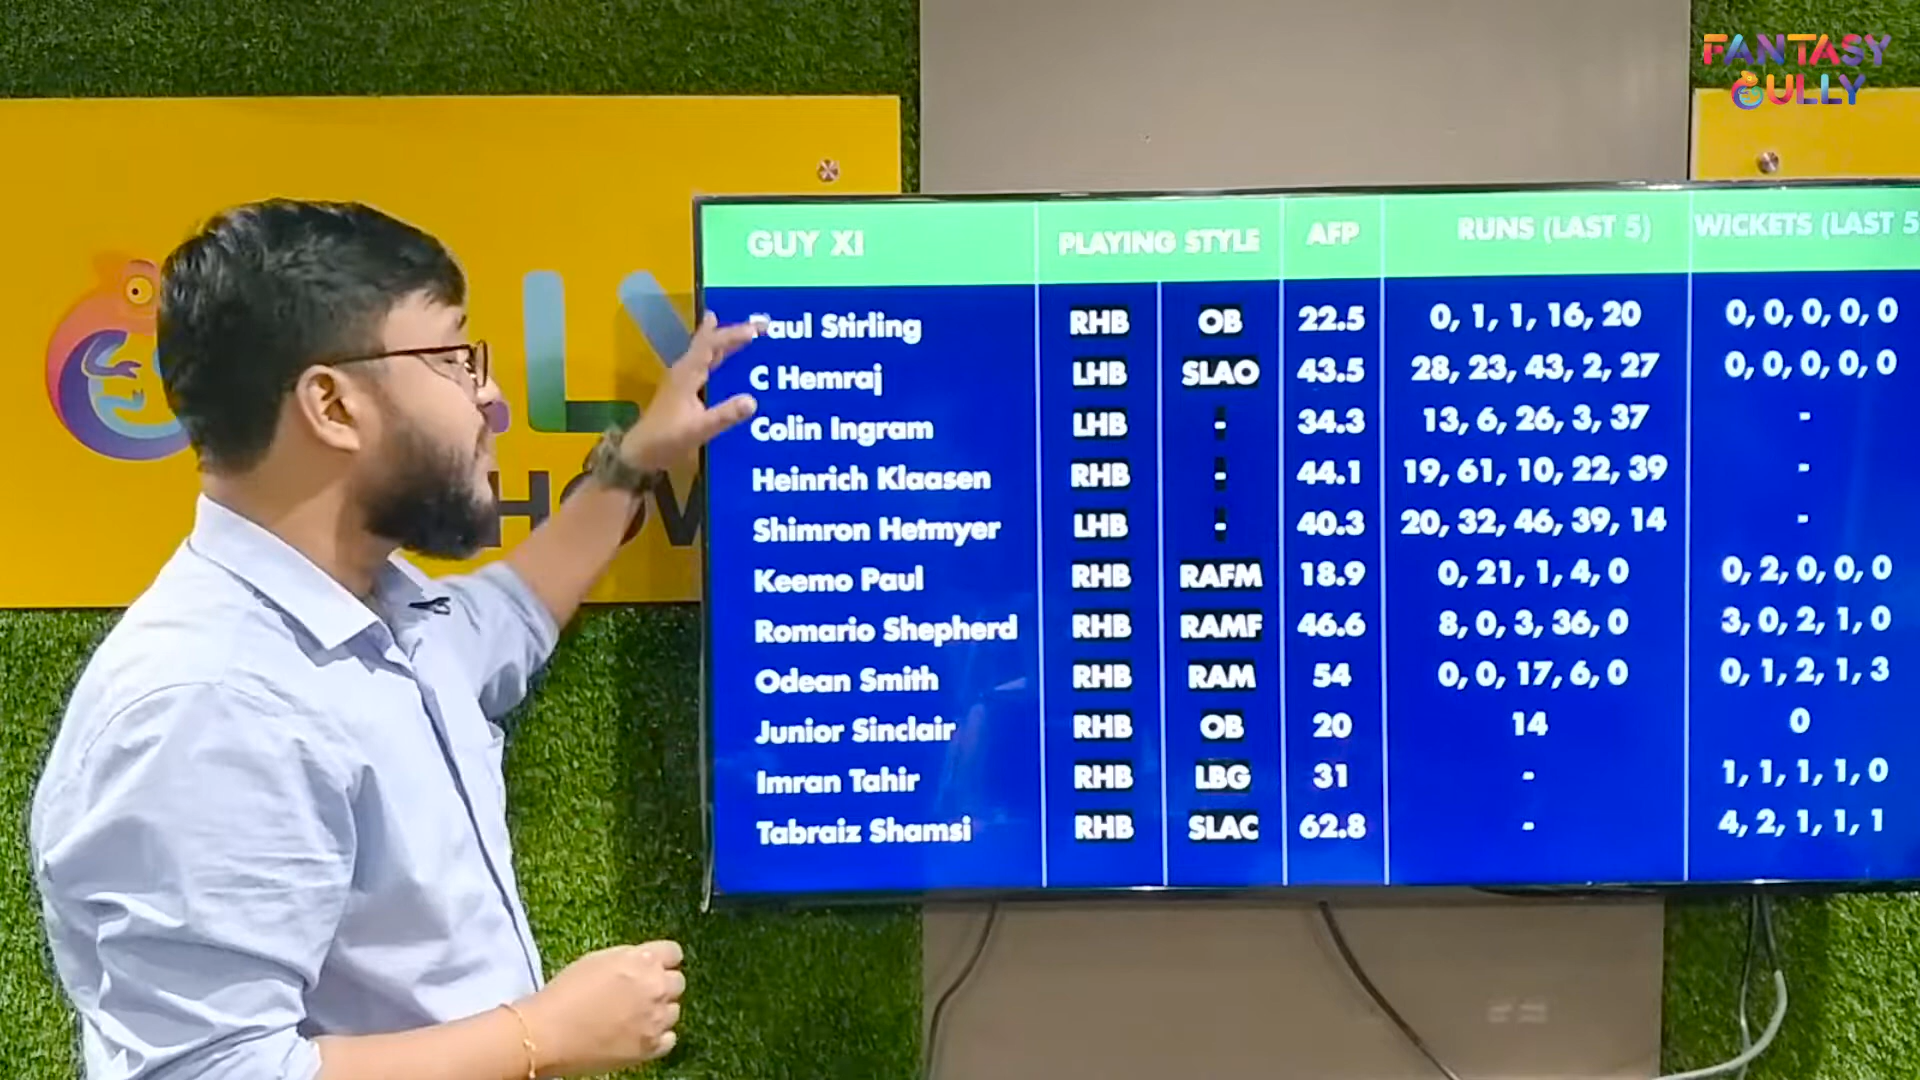 FANTASY
GULLY
LLY
HOW
GUY XI PLAYING STYLE AFP RUNS (LAST 5) WICKETS (LAST 5
Paul Stirling RHB OB 22.5 0, 1, 1, 16, 20 0, 0, 0, 0, 0
C Hemraj LHB SLAO 43.5 28, 23, 43, 2, 27 0, 0, 0, 0, 0
Colin Ingram LHB - 34.3 13, 6, 26, 3, 37 -
Heinrich Klaasen RHB - 44.1 19, 61, 10, 22, 39 -
Shimron Hetmyer LHB - 40.3 20, 32, 46, 39, 14 -
Keemo Paul RHB RAFM 18.9 0, 21, 1, 4, 0 0, 2, 0, 0, 0
Romario Shepherd RHB RAMF 46.6 8, 0, 3, 36, 0 3, 0, 2, 1, 0
Odean Smith RHB RAM 54 0, 0, 17, 6, 0 0, 1, 2, 1, 3
Junior Sinclair RHB OB 20 14 0
Imran Tahir RHB LBG 31 - 1, 1, 1, 1, 0
Tabraiz Shamsi RHB SLAC 62.8 - 4, 2, 1, 1, 1